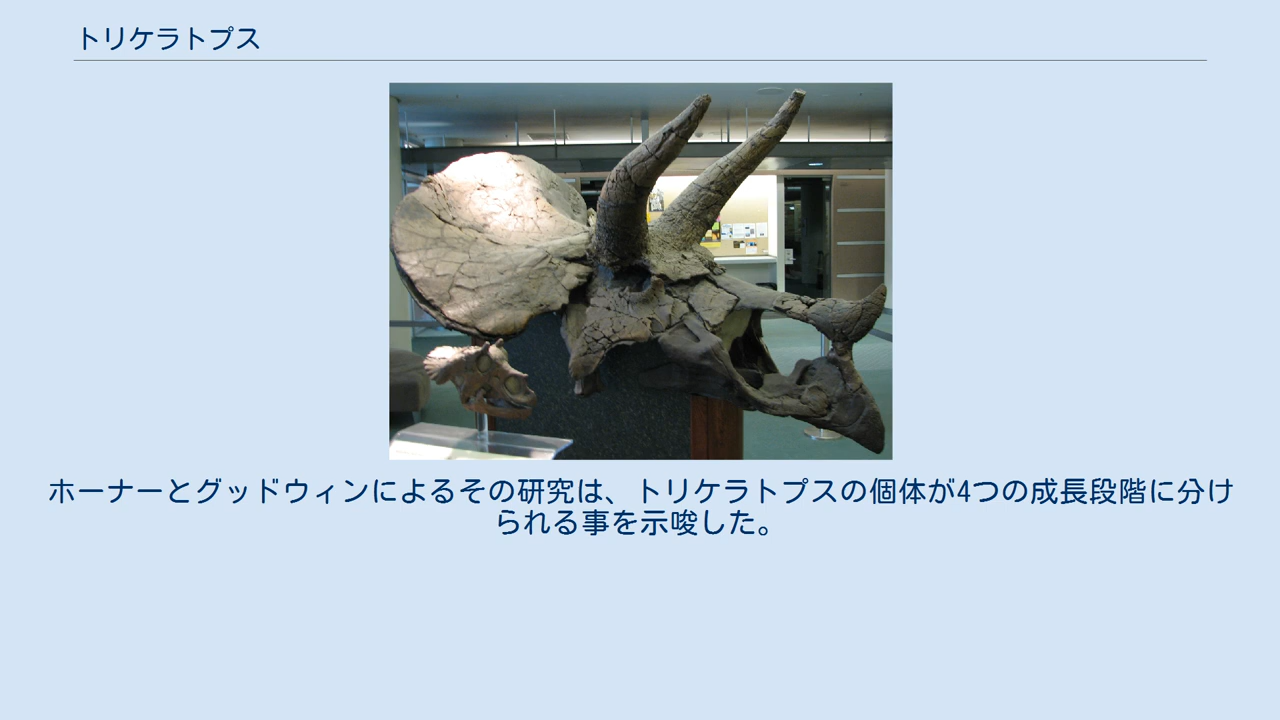 トリケラトプス
ホーナーとグッドウィンによるその研究は、トリケラトプスの個体が4つの成長段階に分け
られる事を示唆した。